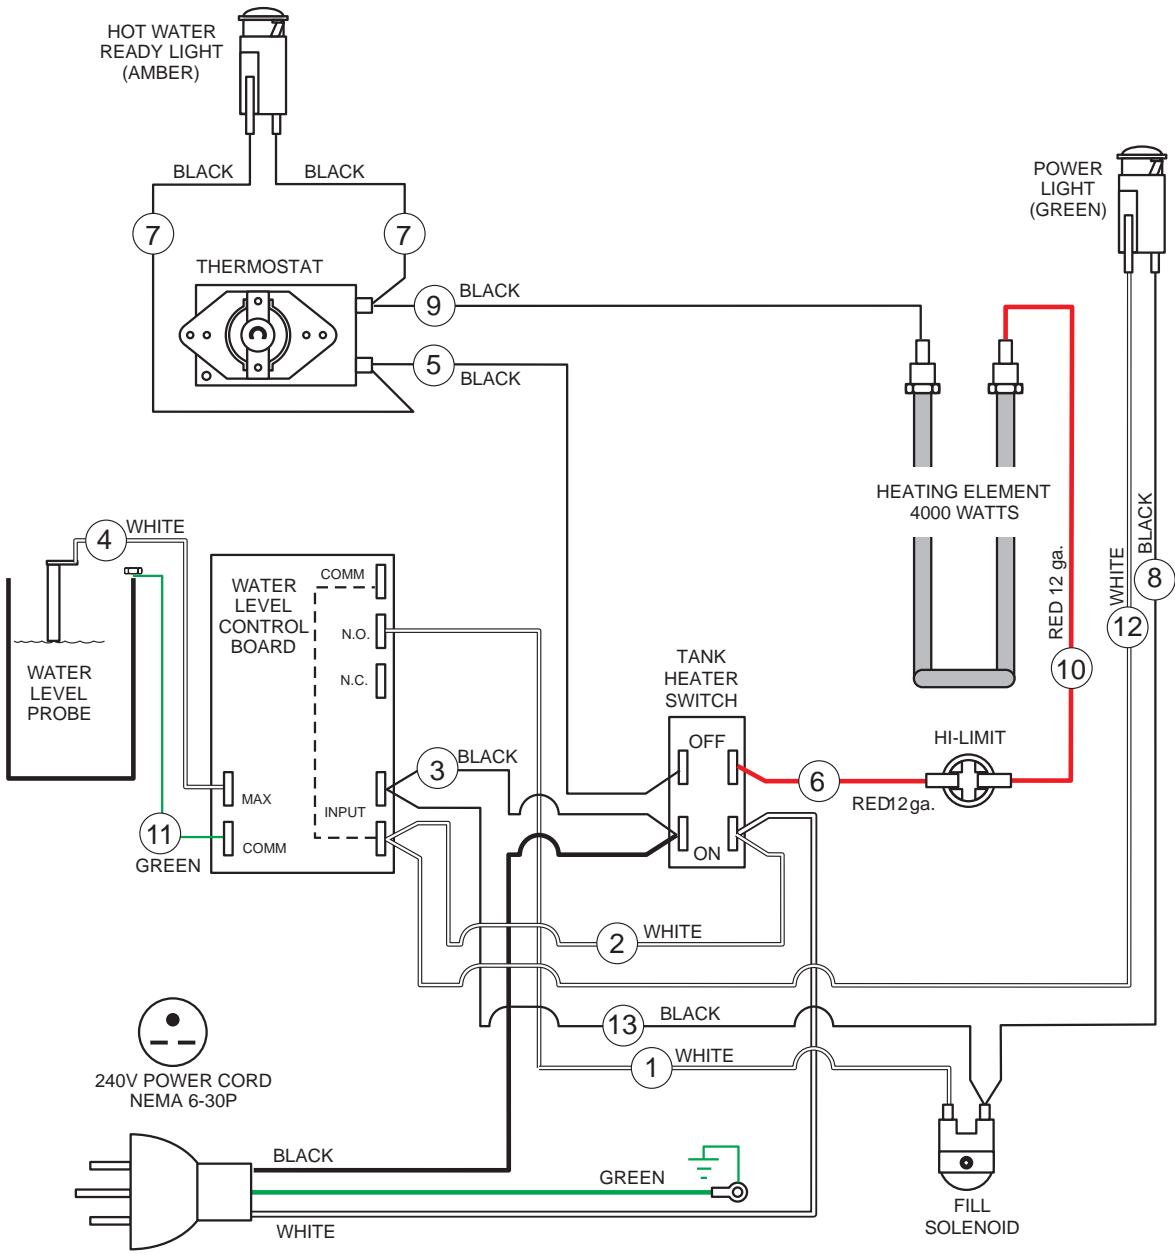 HOT WATER
READY LIGHT
(AMBER)
BLACK
BLACK
7
7
POWER
LIGHT
(GREEN)
THERMOSTAT
9
BLACK
5
BLACK
HEATING ELEMENT
4000 WATTS
4
WHITE
WATER
LEVEL
PROBE
11
GREEN
WATER
LEVEL
CONTROL
BOARD
COMM
N.O.
N.C.
MAX
INPUT
COMM
3
BLACK
TANK
HEATER
SWITCH
OFF
ON
6
RED12 ga.
HI-LIMIT
RED 12 ga.
10
WHITE
12
BLACK
8
2
WHITE
13
BLACK
1
WHITE
240V POWER CORD
NEMA 6-30P
BLACK
GREEN
WHITE
FILL
SOLENOID